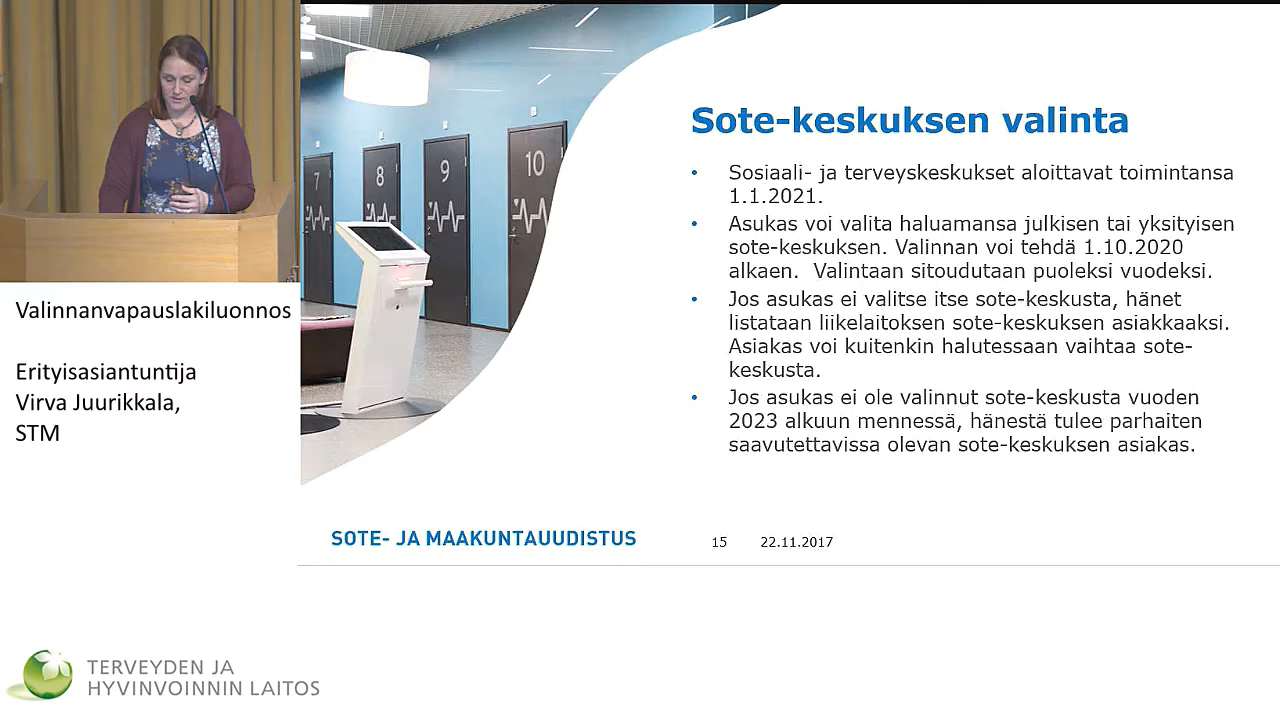 Sote-keskuksen valinta
• Sosiaali- ja terveyskeskukset aloittavat toimintansa
1.1.2021.
• Asukas voi valita haluamansa julkisen tai yksityisen
sote-keskuksen. Valinnan voi tehdä 1.10.2020
alkaen.  Valintaan sitoudutaan puoleksi vuodeksi.
• Jos asukas ei valitse itse sote-keskusta, hänet
listataan liikelaitoksen sote-keskuksen asiakkaaksi.
Asiakas voi kuitenkin halutessaan vaihtaa sote-
keskusta.
• Jos asukas ei ole valinnut sote-keskusta vuoden
2023 alkuun mennessä, hänestä tulee parhaiten
saavutettavissa olevan sote-keskuksen asiakas.
7
8
9
10
Valinnanvapauslakiluonnos
Erityisasiantuntija
Virva Juurikkala,
STM
SOTE- JA MAAKUNTAUUDISTUS
15 22.11.2017
TERVEYDEN JA
HYVINVOINNIN LAITOS